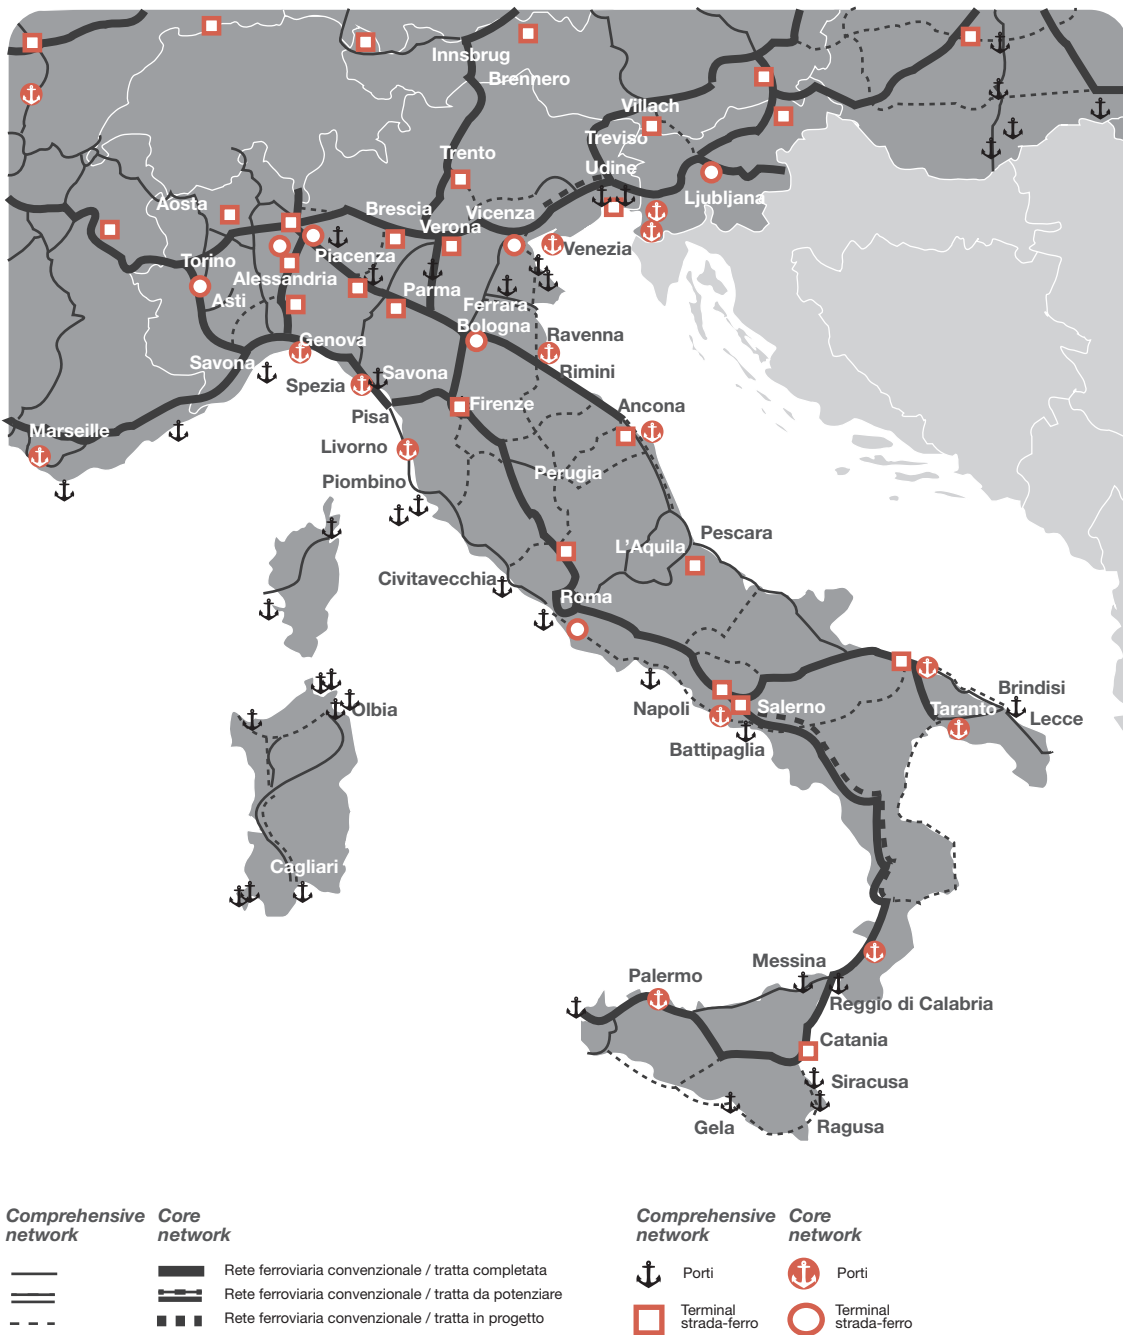 Innsbrug
Brennero
Villach
Treviso
Trento
Udine
Ljubljana
Aosta
Brescia
Vicenza
Verona
Venezia
Torino
Piacenza
Alessandria
Parma
Asti
Ferrara
Bologna
Ravenna
Genova
Savona
Savona
Rimini
Spezia
Pisa
Firenze
Ancona
Marseille
Livorno
Perugia
Piombino
Pescara
L'Aquila
Civitavecchia
Roma
Brindisi
Olbia
Napoli
Salerno
Taranto
Lecce
Battipaglia
Cagliari
Messina
Palermo
Reggio di Calabria
Catania
Siracusa
Gela
Ragusa
Comprehensive
network
Core
network
Rete ferroviaria convenzionale / tratta completata
Rete ferroviaria convenzionale / tratta da potenziare
Rete ferroviaria convenzionale / tratta in progetto
Comprehensive
network
Core
network
Porti
Porti
Terminal
strada-ferro
Terminal
strada-ferro